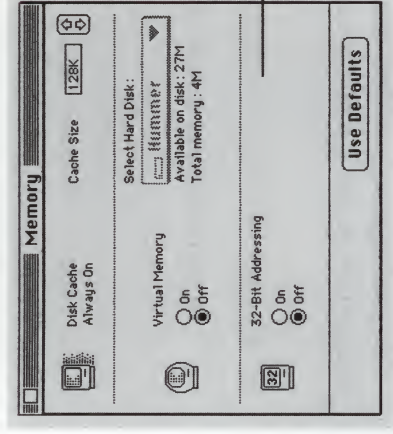 Memory
Disk Cache
Always On
Cache Size
128K
Virtual Memory
On
Off
Select Hard Disk:
Hummer
Available on disk: 27M
Total memory: 4M
32
32-Bit Addressing
On
Off
Use Defaults